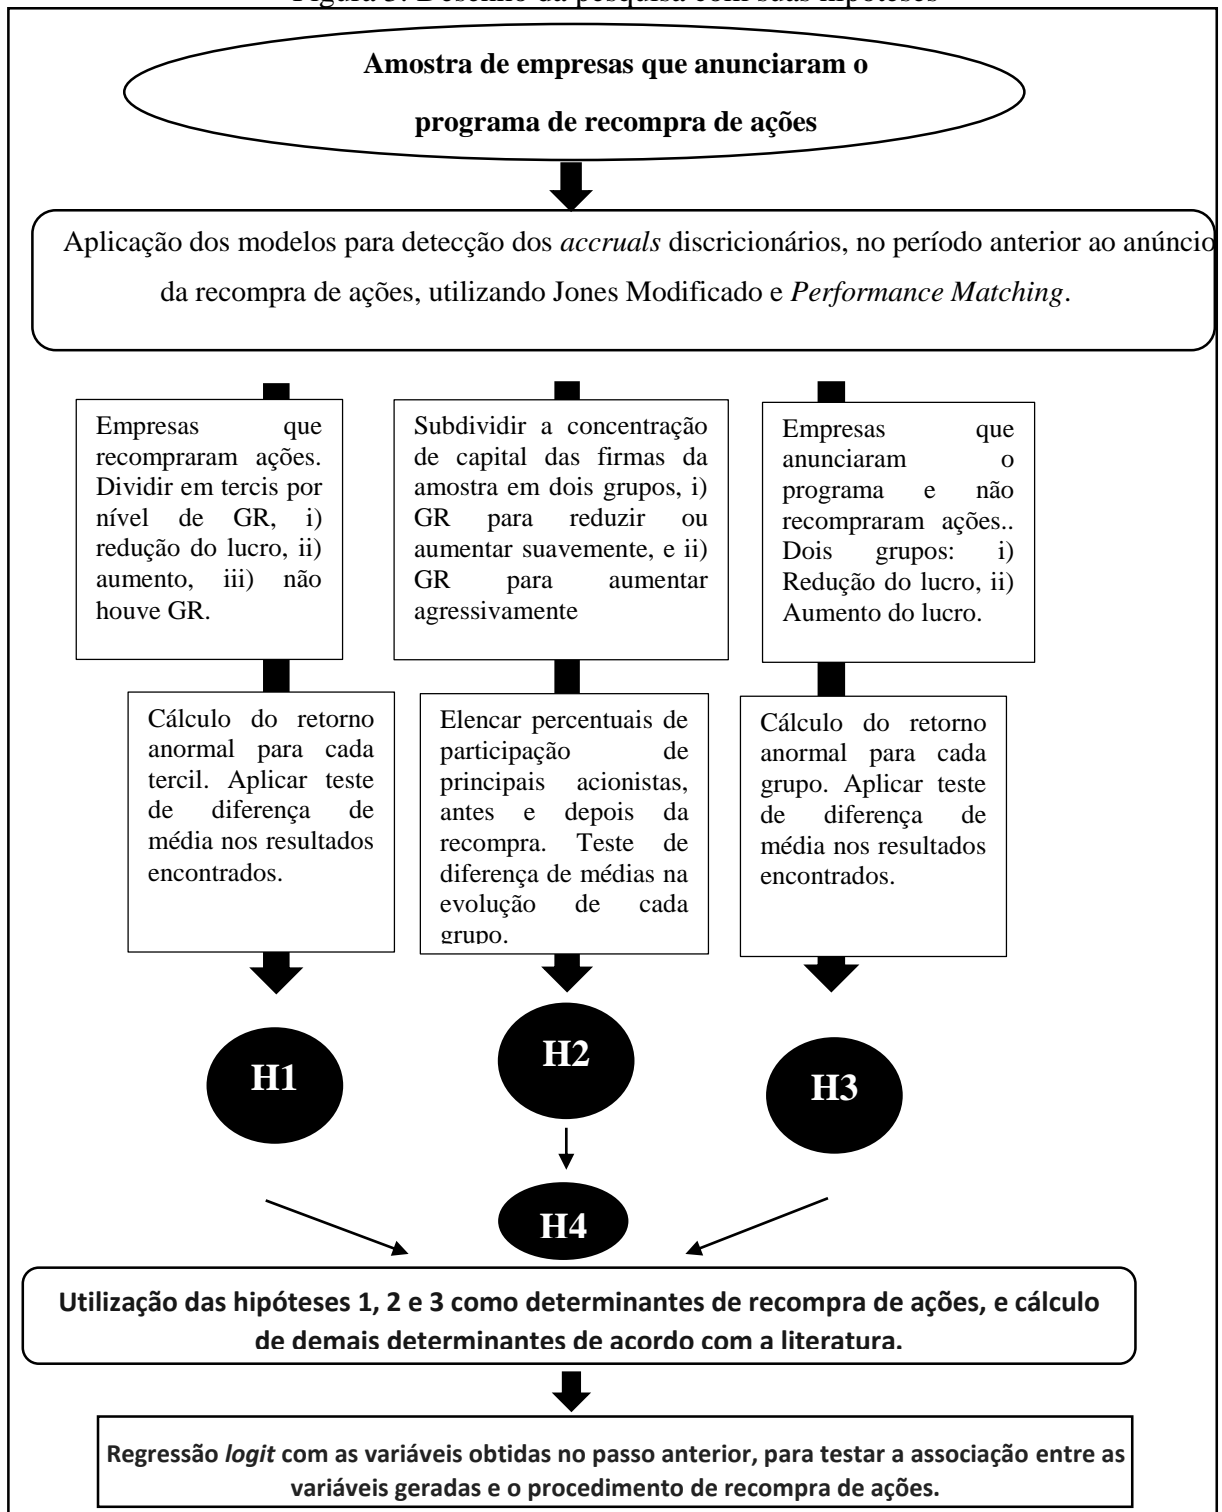 Figura 3: Desenho da pesquisa com suas hipóteses
Amostra de empresas que anunciaram o
programa de recompra de ações
Aplicação dos modelos para detecção dos accruals discricionários, no período anterior ao anúncio
da recompra de ações, utilizando Jones Modificado e Performance Matching.
Empresas que
recompraram ações.
Dividir em tercis por
nível de GR, i)
redução do lucro, ii)
aumento, iii) não
houve GR.
Subdividir a concentração
de capital das firmas da
amostra em dois grupos, i)
GR para reduzir ou
aumentar suavemente, e ii)
GR para aumentar
agressivamente
Empresas que
anunciaram o
programa e não
recompraram ações..
Dois grupos: i)
Redução do lucro, ii)
Aumento do lucro.
Cálculo do retorno
anormal para cada
tercil. Aplicar teste
de diferença de
média nos resultados
encontrados.
Elencar percentuais de
participação de
principais acionistas,
antes e depois da
recompra. Teste de
diferença de médias na
evolução de cada
grupo.
Cálculo do retorno
anormal para cada
grupo. Aplicar teste
de diferença de
média nos resultados
encontrados.
H1
H2
H3
H4
Utilização das hipóteses 1, 2 e 3 como determinantes de recompra de ações, e cálculo
de demais determinantes de acordo com a literatura.
Regressão logit com as variáveis obtidas no passo anterior, para testar a associação entre as
variáveis geradas e o procedimento de recompra de ações.